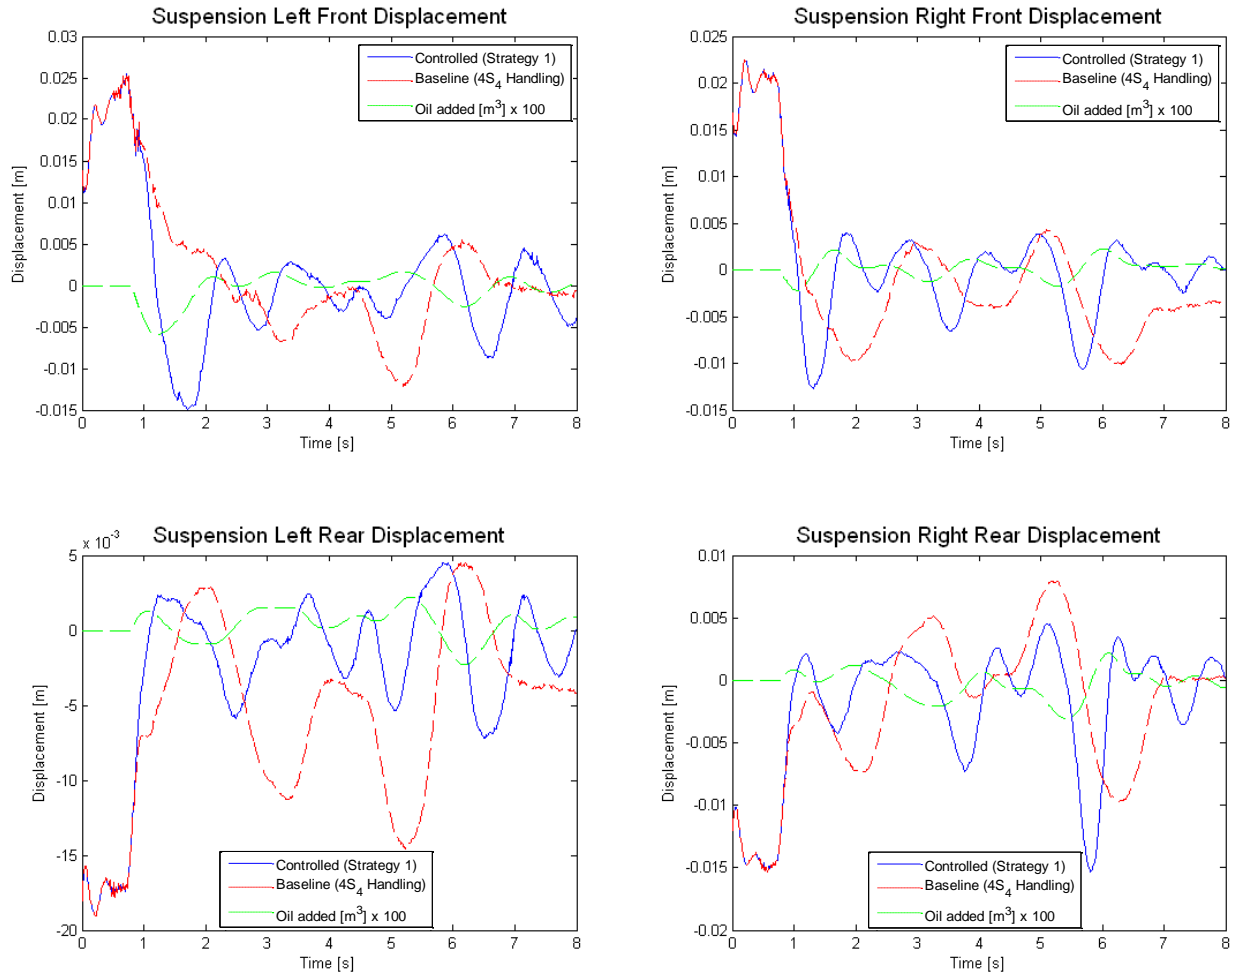 Suspension Left Front Displacement
0.03
0.025
0.02
0.015
0.01
0.005
0
-0.005
-0.01
-0.015
Displacement [m]
Controlled (Strategy 1)
Baseline (4S4 Handling)
Oil added [m3] x 100
0 1 2 3 4 5 6 7 8
Time [s]
Suspension Right Front Displacement
0.025
0.02
0.015
0.01
0.005
0
-0.005
-0.01
-0.015
Displacement [m]
Controlled (Strategy 1)
Baseline (4S4 Handling)
Oil added [m3] x 100
0 1 2 3 4 5 6 7 8
Time [s]
Suspension Left Rear Displacement
x 10-3
5
0
-5
-10
-15
-20
Displacement [m]
Controlled (Strategy 1)
Baseline (4S4 Handling)
Oil added [m3] x 100
0 1 2 3 4 5 6 7 8
Time [s]
Suspension Right Rear Displacement
0.01
0.005
0
-0.005
-0.01
-0.015
-0.02
Displacement [m]
Controlled (Strategy 1)
Baseline (4S4 Handling)
Oil added [m3] x 100
0 1 2 3 4 5 6 7 8
Time [s]